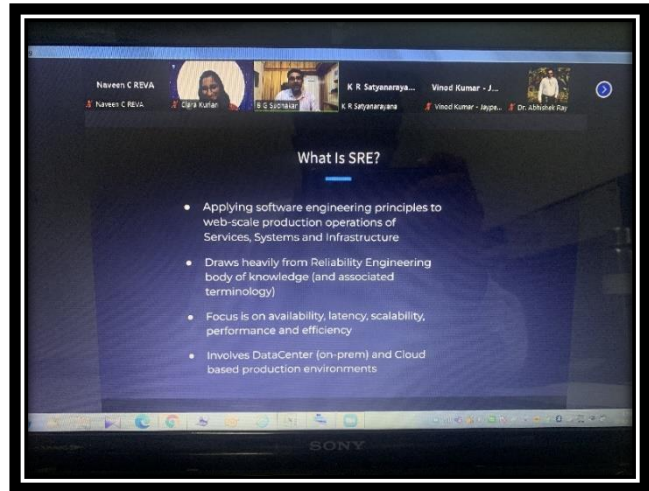 Naveen C REVA
K R Satyanaraya...
Vinod Kumar - J...
Naveen C REVA
Clara Kurian
B G Sudhakar
K R Satyanarayana
Vinod Kumar - Jaype...
Dr. Abhishek Ray
What Is SRE?
• Applying software engineering principles to
web-scale production operations of
Services, Systems and Infrastructure
• Draws heavily from Reliability Engineering
body of knowledge (and associated
terminology)
• Focus is on availability, latency, scalability,
performance and efficiency
• Involves DataCenter (on-prem) and Cloud
based production environments
SONY